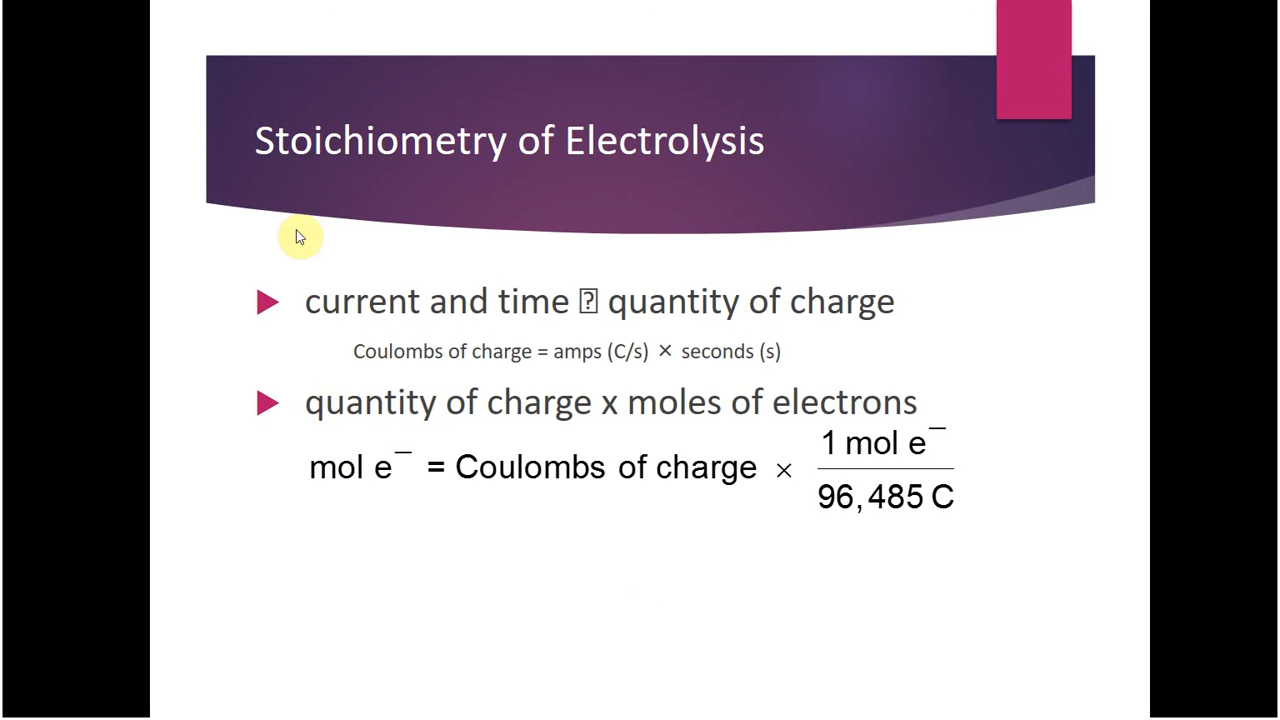 Stoichiometry of Electrolysis
current and time ⍰ quantity of charge
Coulombs of charge = amps (C/s) × seconds (s)
quantity of charge x moles of electrons
mol e⁻ = Coulombs of charge × 1 mol e⁻ / 96,485 C